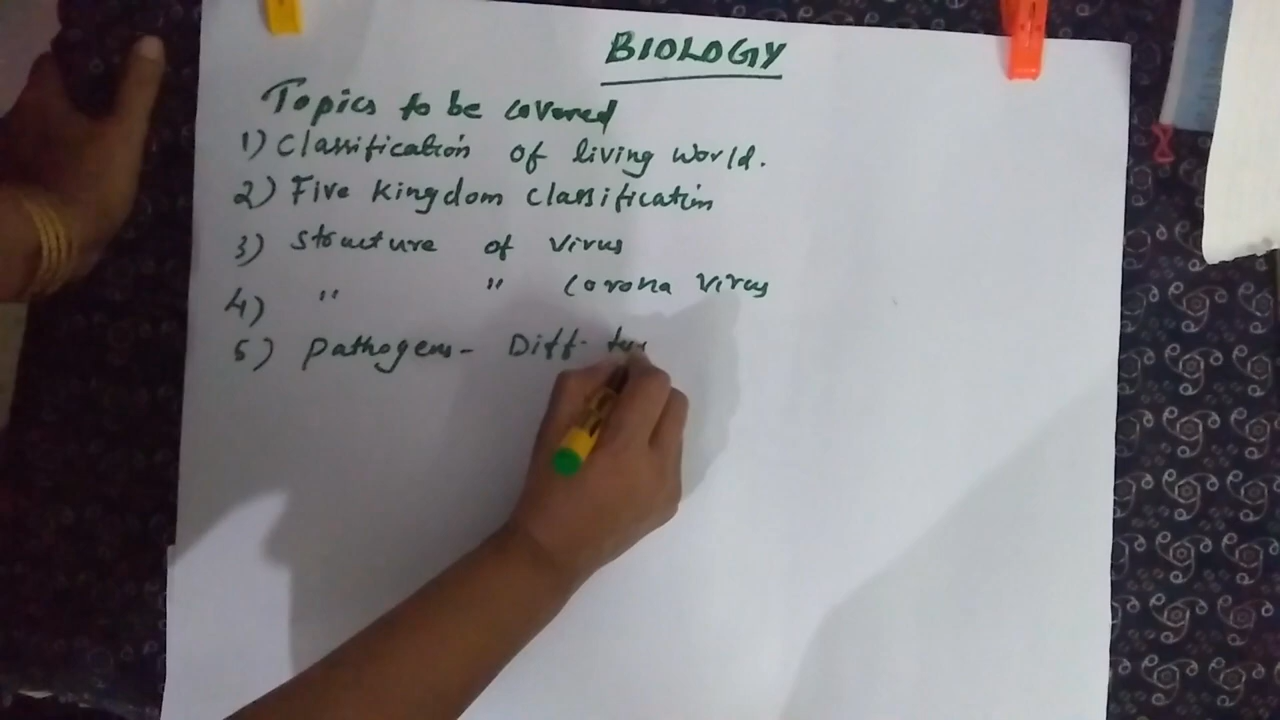 BIOLOGY
Topics to be covered
1) Classification of living world.
2) Five kingdom classification
3) structure of virus
4) " " corona virus
5) pathogens- Diff.